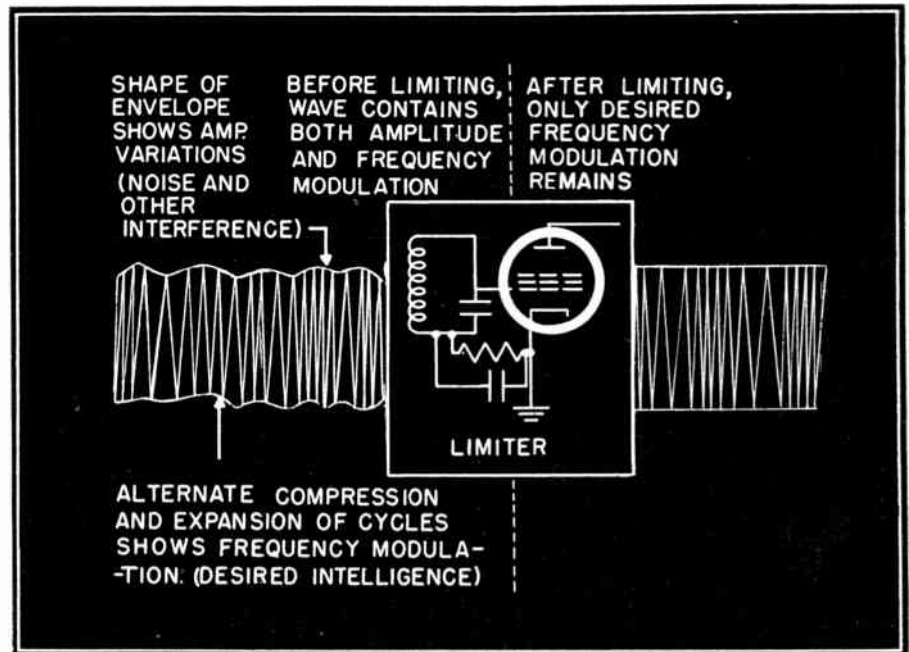 SHAPE OF
ENVELOPE
SHOWS AMP.
VARIATIONS
(NOISE AND
OTHER
INTERFERENCE)
BEFORE LIMITING,
WAVE CONTAINS
BOTH AMPLITUDE
AND FREQUENCY
MODULATION
AFTER LIMITING,
ONLY DESIRED
FREQUENCY
MODULATION
REMAINS
LIMITER
ALTERNATE COMPRESSION
AND EXPANSION OF CYCLES
SHOWS FREQUENCY MODULA-
-TION. (DESIRED INTELLIGENCE)